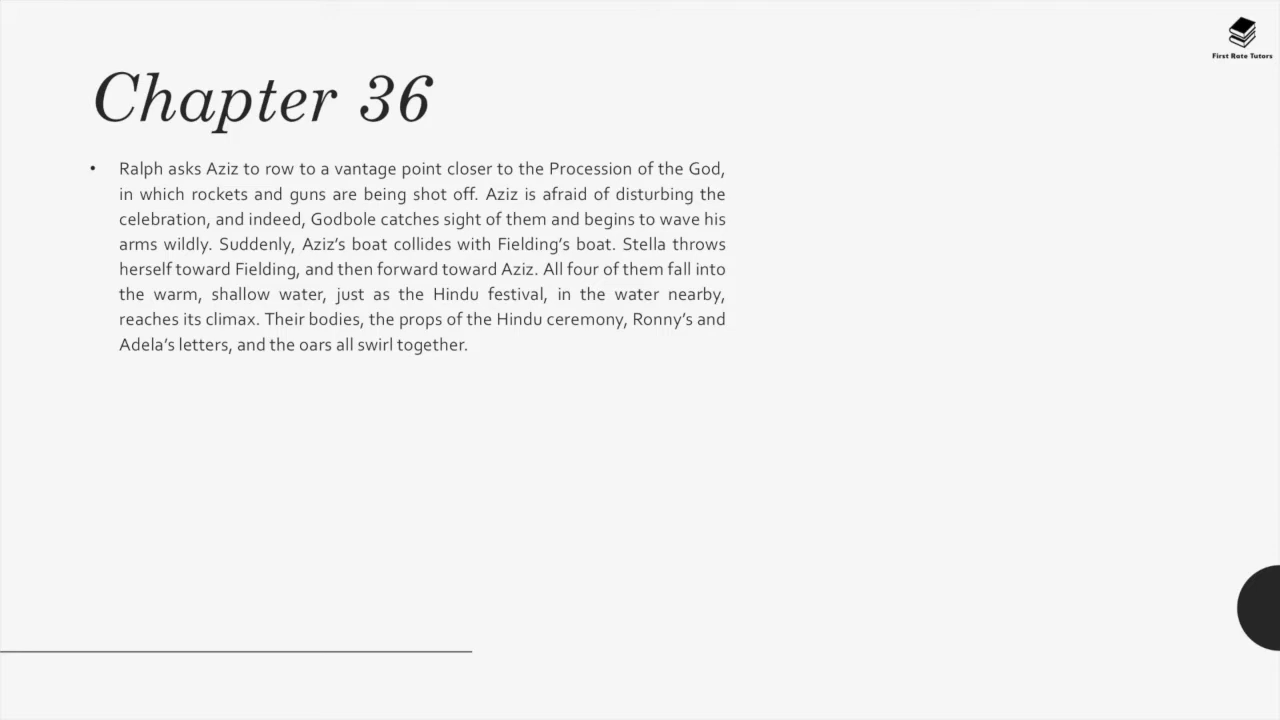 First Rate Tutors
Chapter 36
• Ralph asks Aziz to row to a vantage point closer to the Procession of the God,
in which rockets and guns are being shot off. Aziz is afraid of disturbing the
celebration, and indeed, Godbole catches sight of them and begins to wave his
arms wildly. Suddenly, Aziz’s boat collides with Fielding’s boat. Stella throws
herself toward Fielding, and then forward toward Aziz. All four of them fall into
the warm, shallow water, just as the Hindu festival, in the water nearby,
reaches its climax. Their bodies, the props of the Hindu ceremony, Ronny’s and
Adela’s letters, and the oars all swirl together.